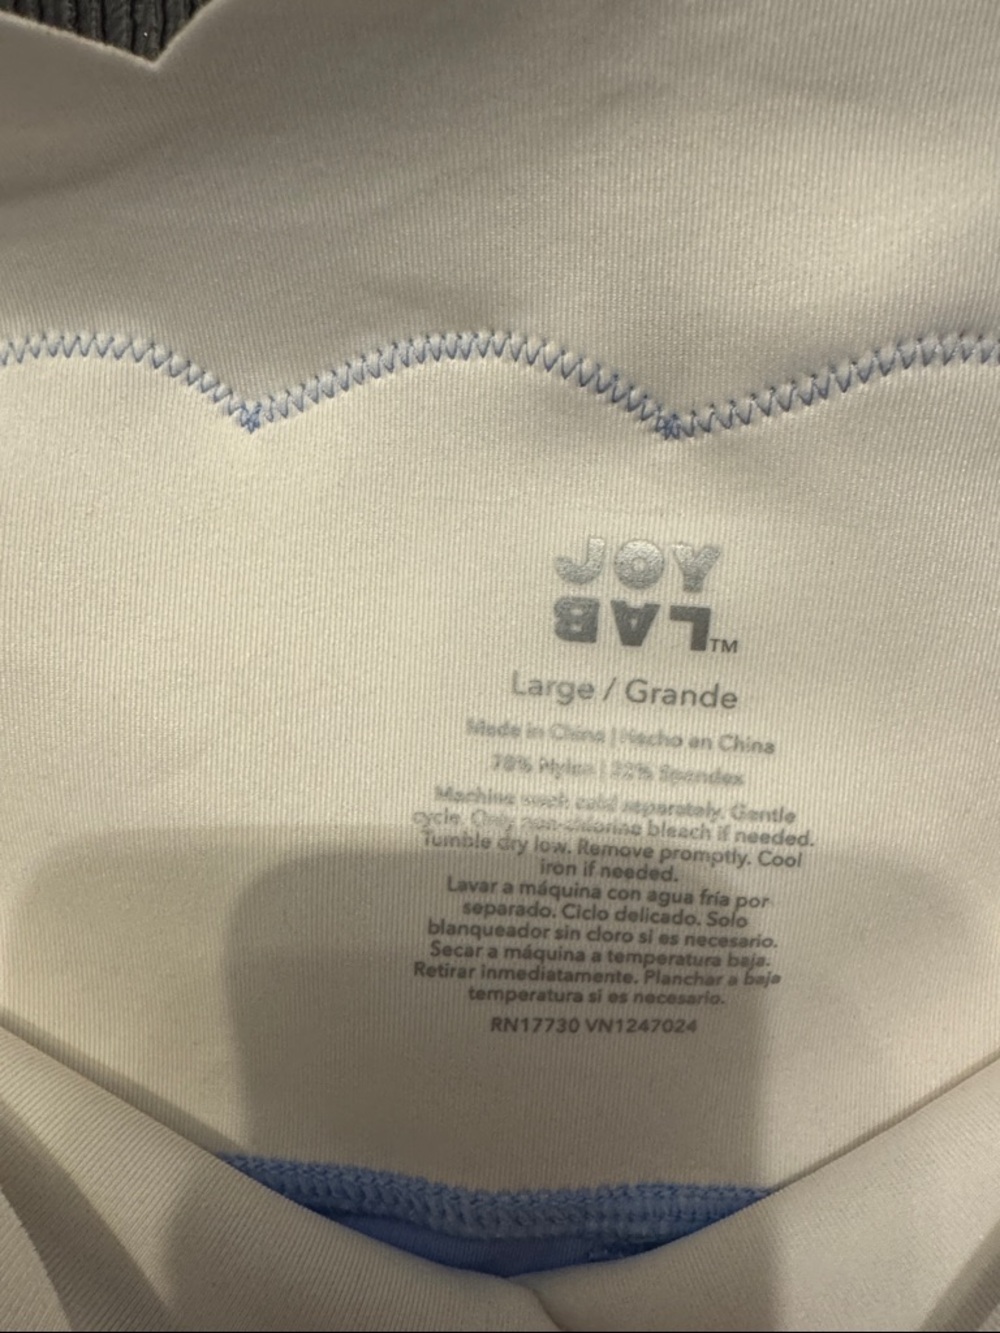 JOY
LAB™
Large / Grande
Made in China | Hecho en China
78% Nylon | 22% Spandex
Machine wash cold separately. Gentle
cycle. Only non-chlorine bleach if needed.
Tumble dry low. Remove promptly. Cool
iron if needed.
Lavar a máquina con agua fría por
separado. Ciclo delicado. Solo
blanqueador sin cloro si es necesario.
Secar a máquina a temperatura baja.
Retirar inmediatamente. Planchar a baja
temperatura si es necesario.
RN17730 VN1247024